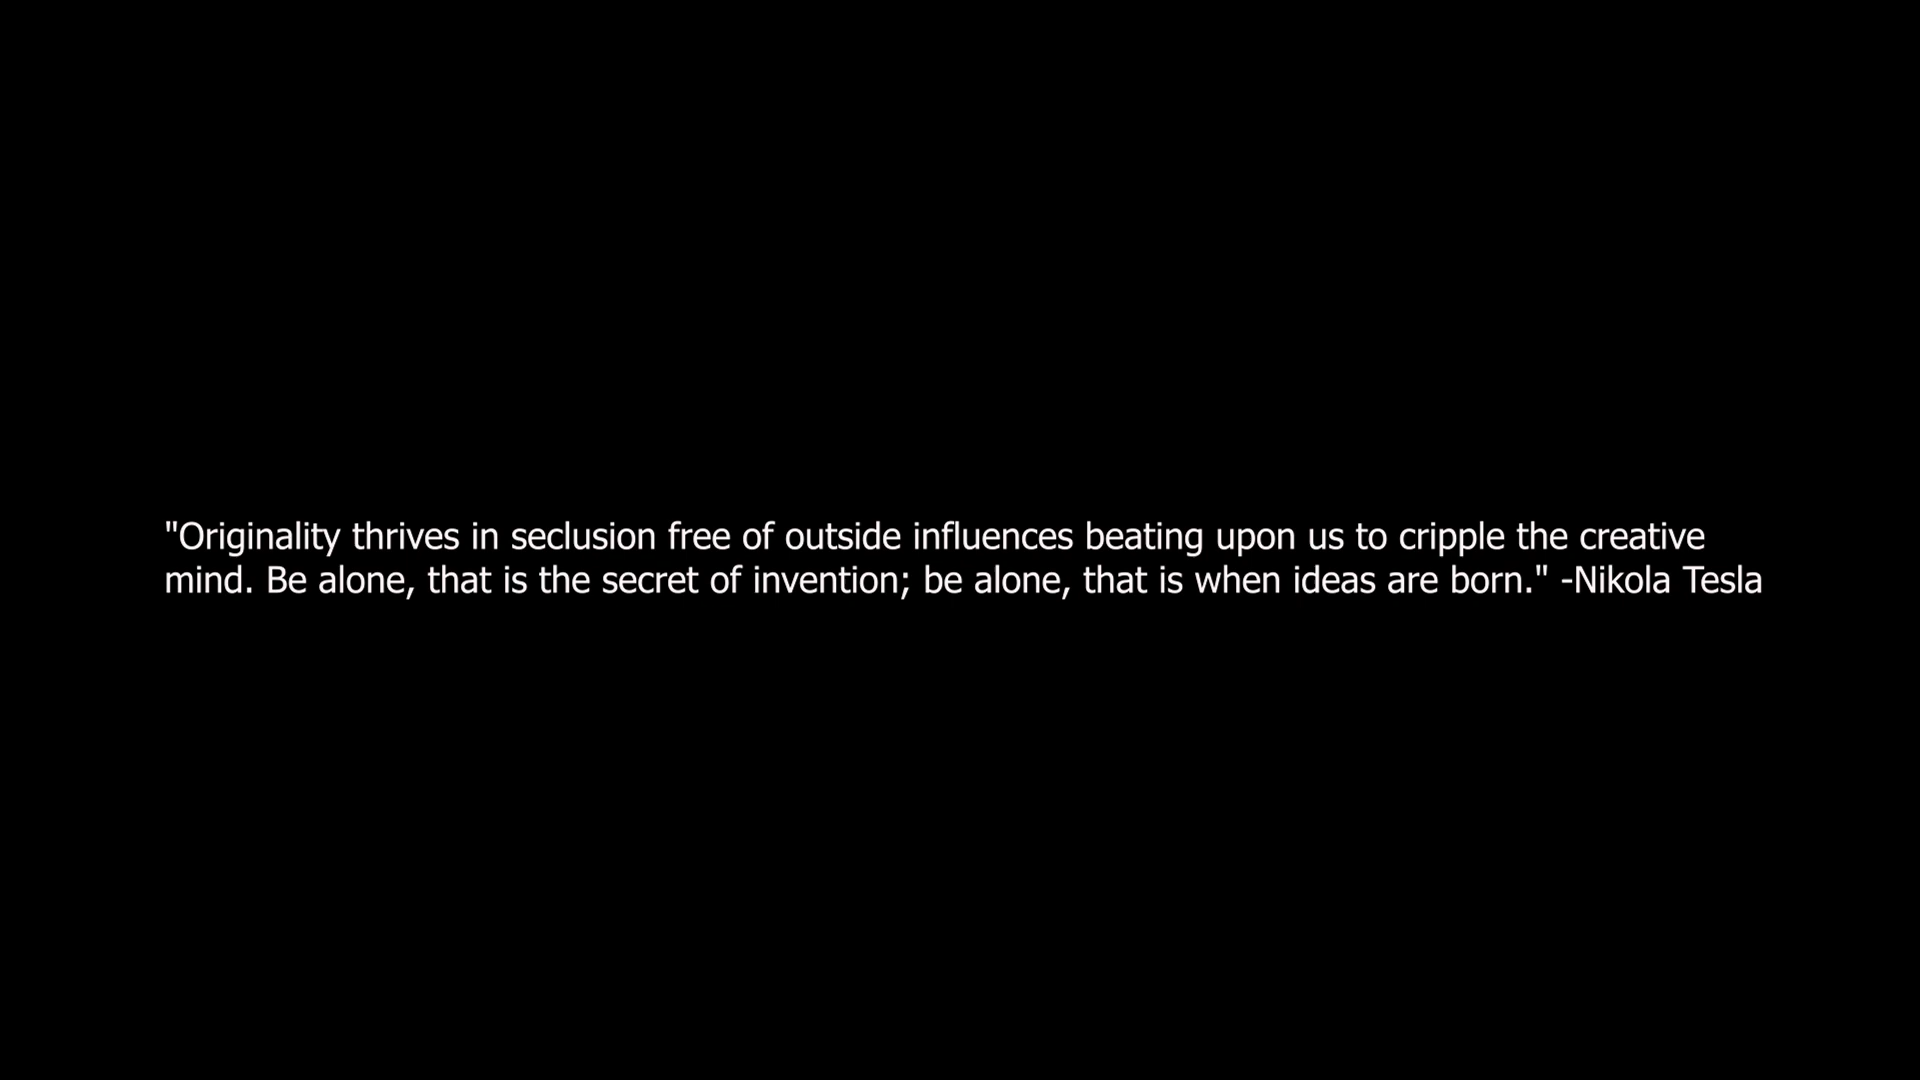 "Originality thrives in seclusion free of outside influences beating upon us to cripple the creative
mind. Be alone, that is the secret of invention; be alone, that is when ideas are born." -Nikola Tesla